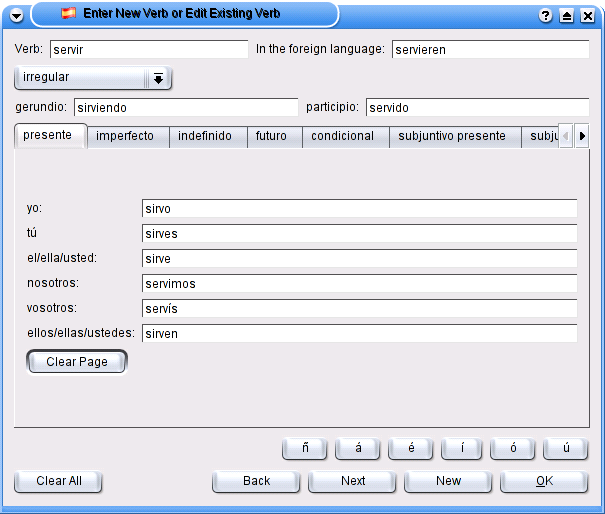 Enter New Verb or Edit Existing Verb
Verb: servir In the foreign language: servieren
irregular
gerundio: sirviendo participio: servido
presente imperfecto indefinido futuro condicional subjuntivo presente subju
yo: sirvo
tú sirves
el/ella/usted: sirve
nosotros: servimos
vosotros: servís
ellos/ellas/ustedes: sirven
Clear Page
ñ á é í ó ú
Clear All Back Next New OK